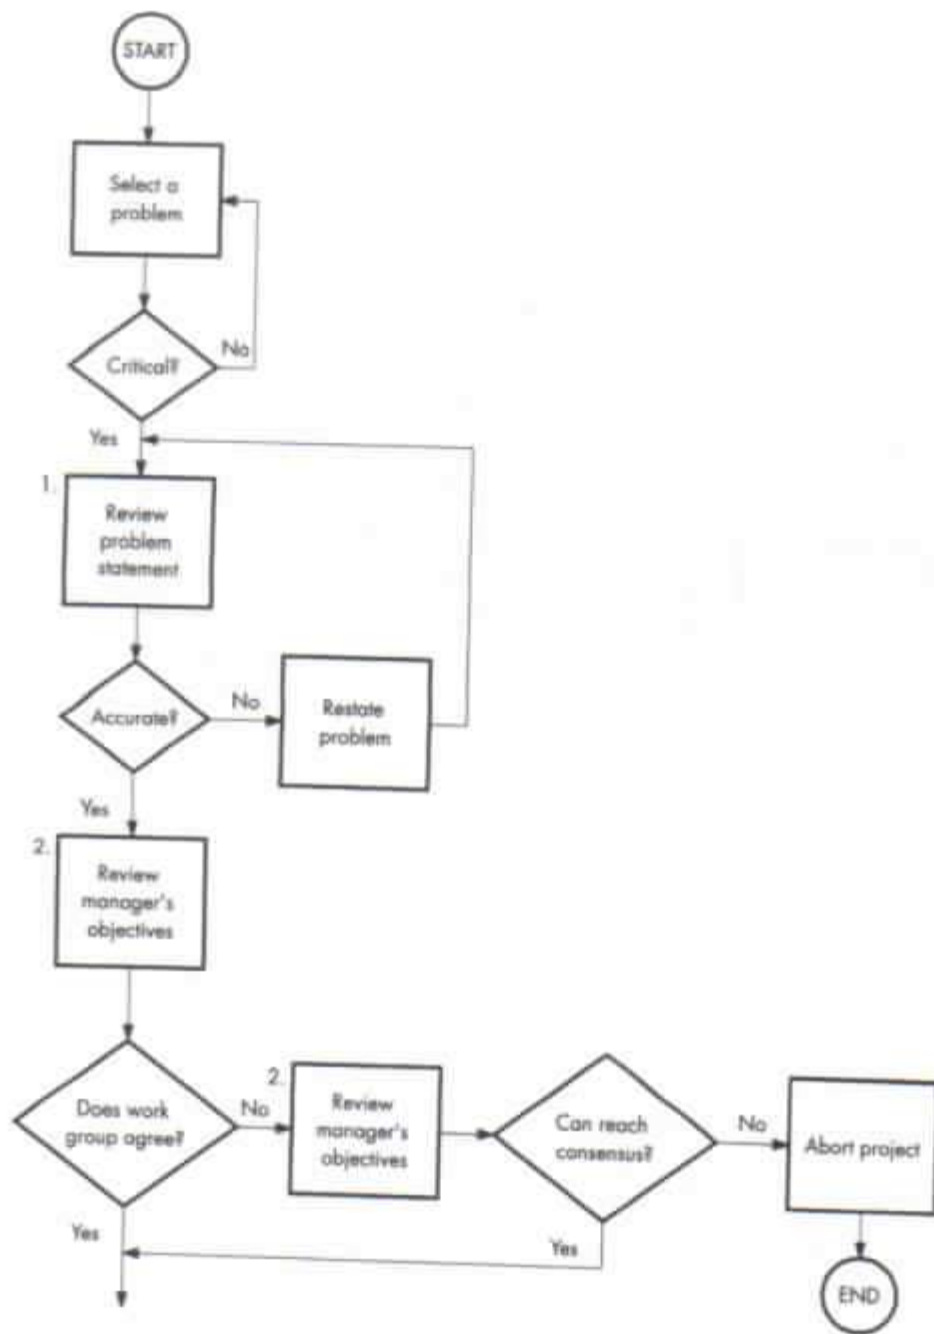 START
Select a
problem
Critical?
No
Yes
1.
Review
problem
statement
Accurate?
No
Restate
problem
Yes
2.
Review
manager's
objectives
Does work
group agree?
No
2.
Review
manager's
objectives
Can reach
consensus?
No
Abort project
Yes
Yes
END